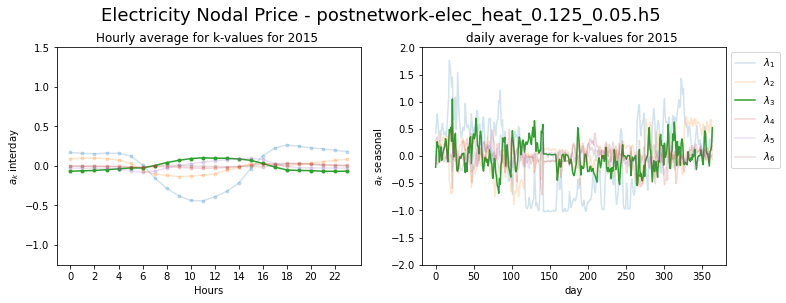 Electricity Nodal Price - postnetwork-elec_heat_0.125_0.05.h5
Hourly average for k-values for 2015
1.5
1.0
0.5
0.0
−0.5
−1.0
a_k interday
0 2 4 6 8 10 12 14 16 18 20 22
Hours
daily average for k-values for 2015
2.0
1.5
1.0
0.5
0.0
−0.5
−1.0
−1.5
−2.0
a_k seasonal
0 50 100 150 200 250 300 350
day
λ₁
λ₂
λ₃
λ₄
λ₅
λ₆